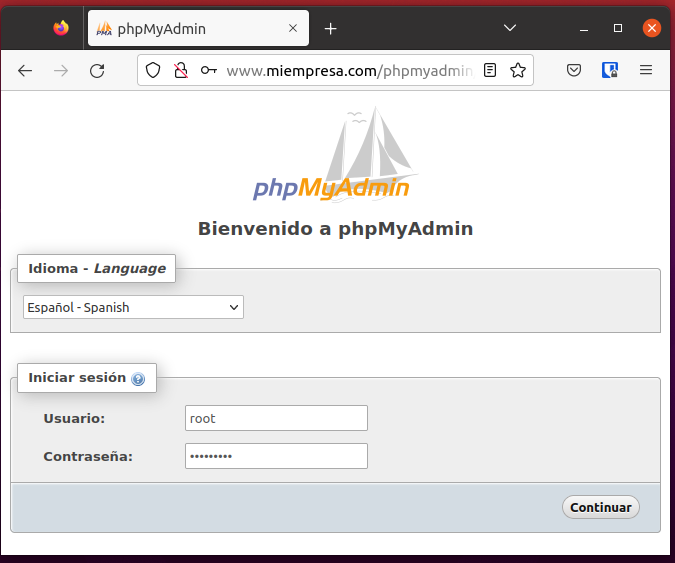 phpMyAdmin
www.miempresa.com/phpmyadmin
phpMyAdmin
Bienvenido a phpMyAdmin
Idioma - Language
Español - Spanish
Iniciar sesión
Usuario: root
Contraseña: •••••••••
Continuar